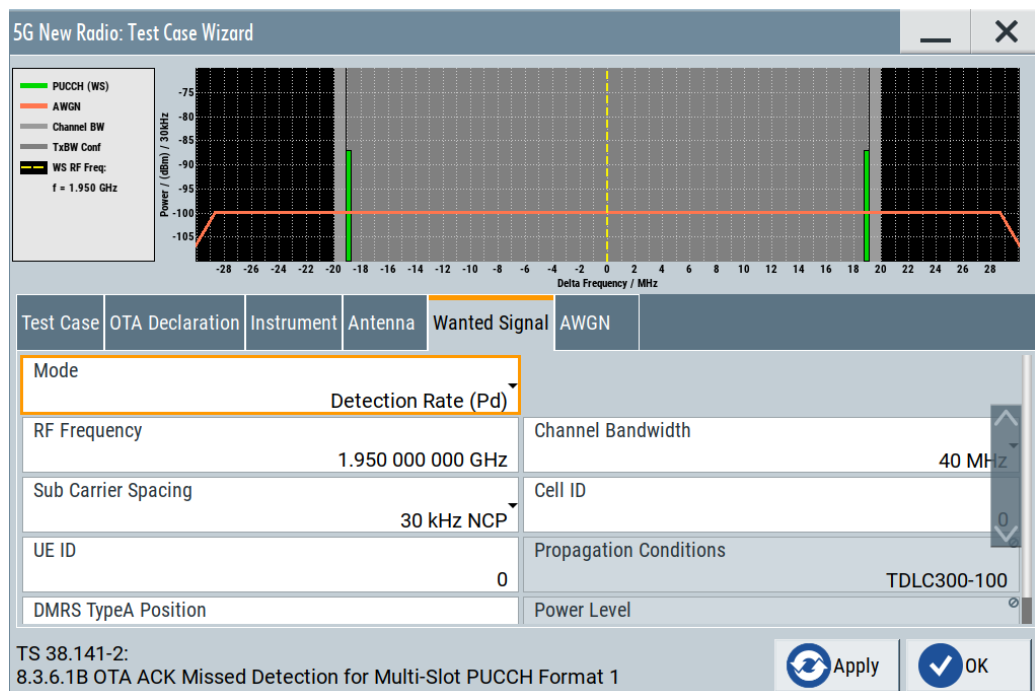 5G New Radio: Test Case Wizard
PUCCH (WS)
AWGN
Channel BW
TxBW Conf
WS RF Freq:
f = 1.950 GHz
Power / (dBm) / 30kHz
-75
-80
-85
-90
-95
-100
-105
-28 -26 -24 -22 -20 -18 -16 -14 -12 -10 -8 -6 -4 -2 0 2 4 6 8 10 12 14 16 18 20 22 24 26 28
Delta Frequency / MHz
Test Case OTA Declaration Instrument Antenna Wanted Signal AWGN
Mode
Detection Rate (Pd)
RF Frequency
1.950 000 000 GHz
Channel Bandwidth
40 MHz
Sub Carrier Spacing
30 kHz NCP
Cell ID
0
UE ID
0
Propagation Conditions
TDLC300-100
DMRS TypeA Position
Power Level
TS 38.141-2:
8.3.6.1B OTA ACK Missed Detection for Multi-Slot PUCCH Format 1
Apply
OK